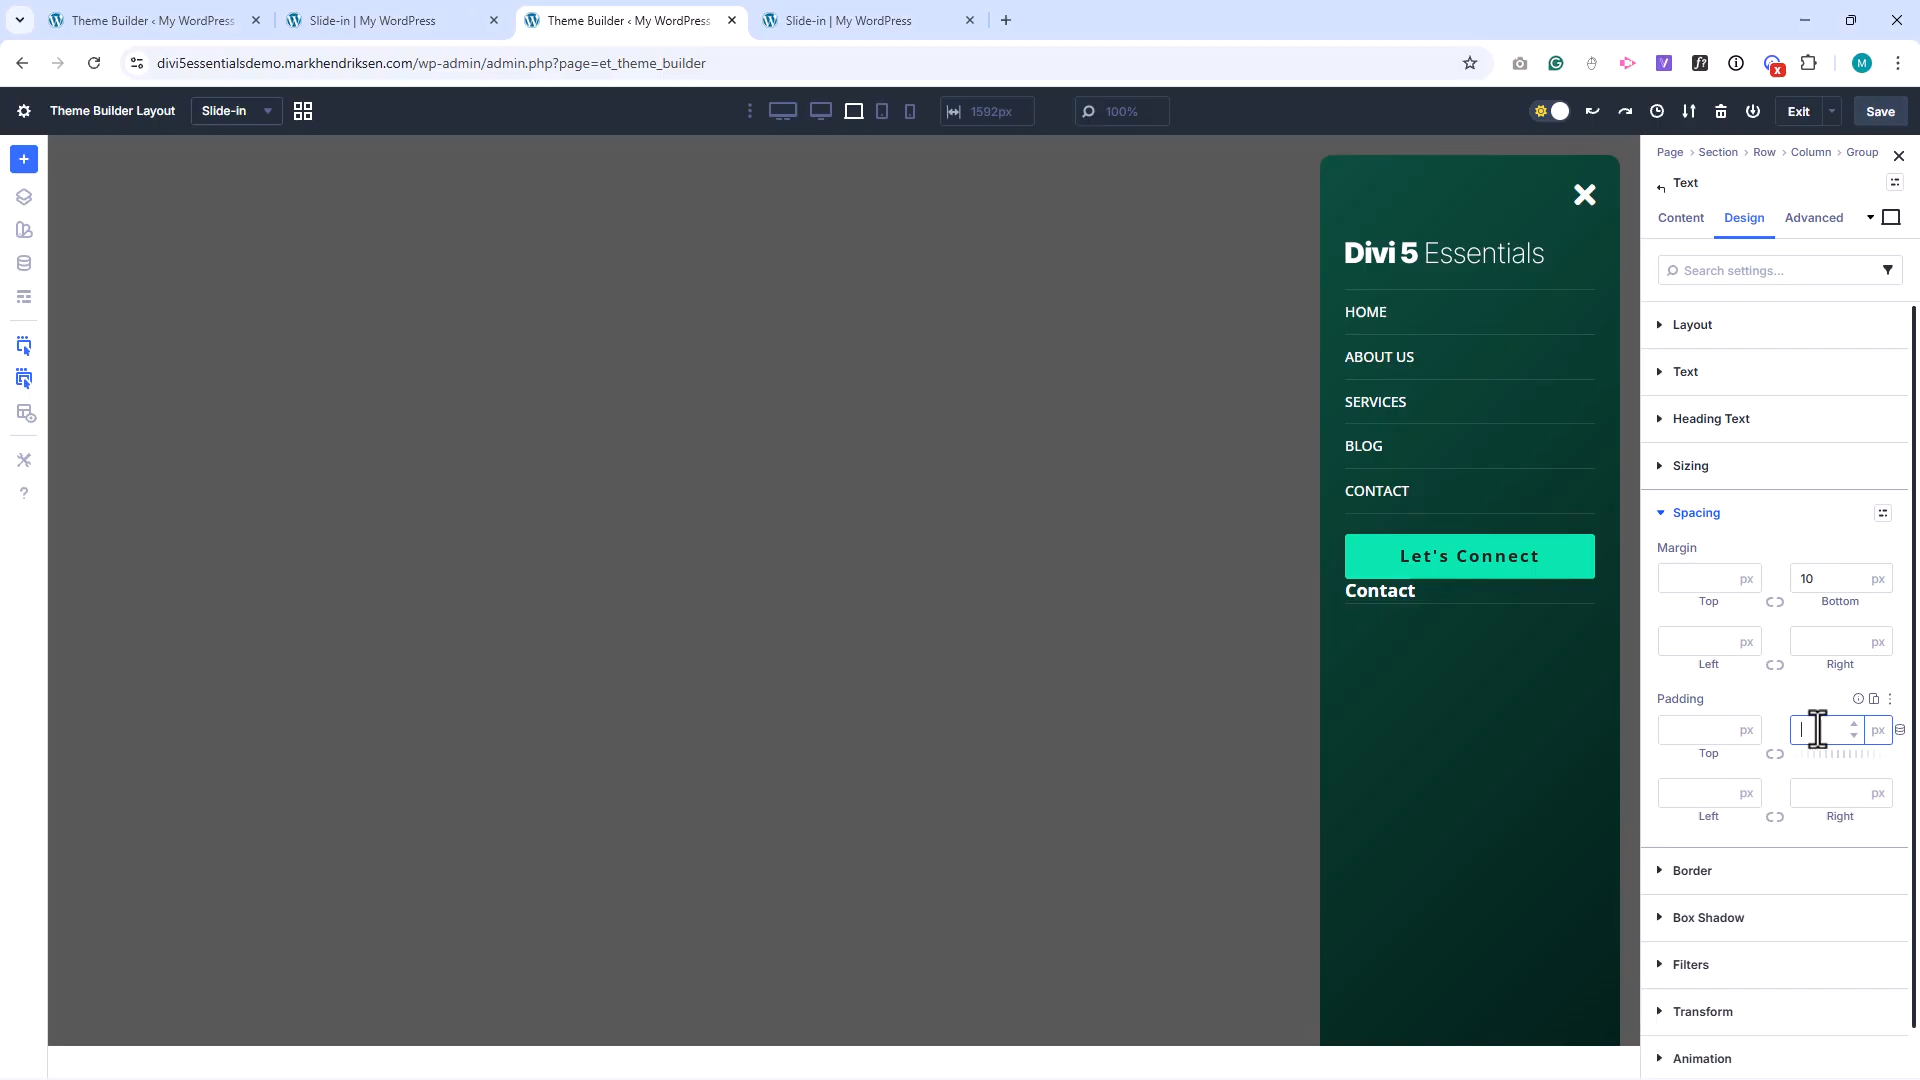 Theme Builder ‹ My WordPress
Slide-in | My WordPress
Theme Builder ‹ My WordPress
Slide-in | My WordPress
divi5essentialsdemo.markhendriksen.com/wp-admin/admin.php?page=et_theme_builder
M
Theme Builder Layout
Slide-in
1592px
100%
Exit
Save
Page › Section › Row › Column › Group
Text
Content
Design
Advanced
Search settings...
Layout
Text
Heading Text
Sizing
Spacing
Margin
px
10 px
Top
Bottom
px
px
Left
Right
Padding
px
px
Top
px
px
Left
Right
Border
Box Shadow
Filters
Transform
Animation
Divi 5 Essentials
HOME
ABOUT US
SERVICES
BLOG
CONTACT
Let's Connect
Contact